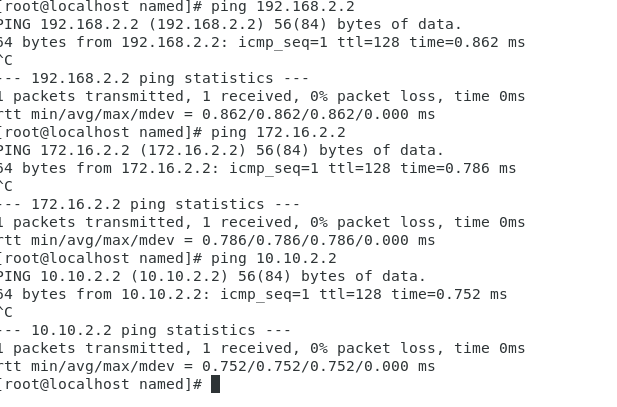 [root@localhost named]# ping 192.168.2.2
PING 192.168.2.2 (192.168.2.2) 56(84) bytes of data.
64 bytes from 192.168.2.2: icmp_seq=1 ttl=128 time=0.862 ms
^C
--- 192.168.2.2 ping statistics ---
1 packets transmitted, 1 received, 0% packet loss, time 0ms
rtt min/avg/max/mdev = 0.862/0.862/0.862/0.000 ms
[root@localhost named]# ping 172.16.2.2
PING 172.16.2.2 (172.16.2.2) 56(84) bytes of data.
64 bytes from 172.16.2.2: icmp_seq=1 ttl=128 time=0.786 ms
^C
--- 172.16.2.2 ping statistics ---
1 packets transmitted, 1 received, 0% packet loss, time 0ms
rtt min/avg/max/mdev = 0.786/0.786/0.786/0.000 ms
[root@localhost named]# ping 10.10.2.2
PING 10.10.2.2 (10.10.2.2) 56(84) bytes of data.
64 bytes from 10.10.2.2: icmp_seq=1 ttl=128 time=0.752 ms
^C
--- 10.10.2.2 ping statistics ---
1 packets transmitted, 1 received, 0% packet loss, time 0ms
rtt min/avg/max/mdev = 0.752/0.752/0.752/0.000 ms
[root@localhost named]#